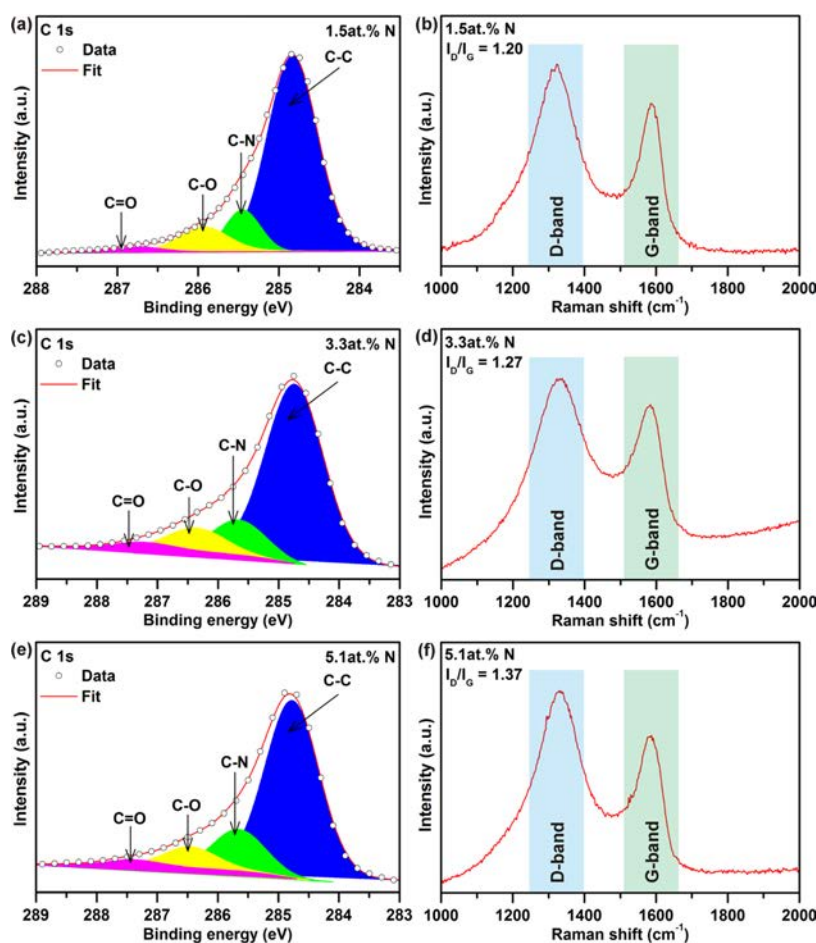 (a)
C 1s
1.5at.% N
Data
Fit
C-C
C-N
C-O
C=O
Intensity (a.u.)
288 287 286 285 284
Binding energy (eV)
(b)
1.5at.% N
I_D/I_G = 1.20
D-band
G-band
Intensity (a.u.)
1000 1200 1400 1600 1800 2000
Raman shift (cm⁻¹)
(c)
C 1s
3.3at.% N
Data
Fit
C-C
C-N
C-O
C=O
Intensity (a.u.)
289 288 287 286 285 284 283
Binding energy (eV)
(d)
3.3at.% N
I_D/I_G = 1.27
D-band
G-band
Intensity (a.u.)
1000 1200 1400 1600 1800 2000
Raman shift (cm⁻¹)
(e)
C 1s
5.1at.% N
Data
Fit
C-C
C-N
C-O
C=O
Intensity (a.u.)
289 288 287 286 285 284 283
Binding energy (eV)
(f)
5.1at.% N
I_D/I_G = 1.37
D-band
G-band
Intensity (a.u.)
1000 1200 1400 1600 1800 2000
Raman shift (cm⁻¹)